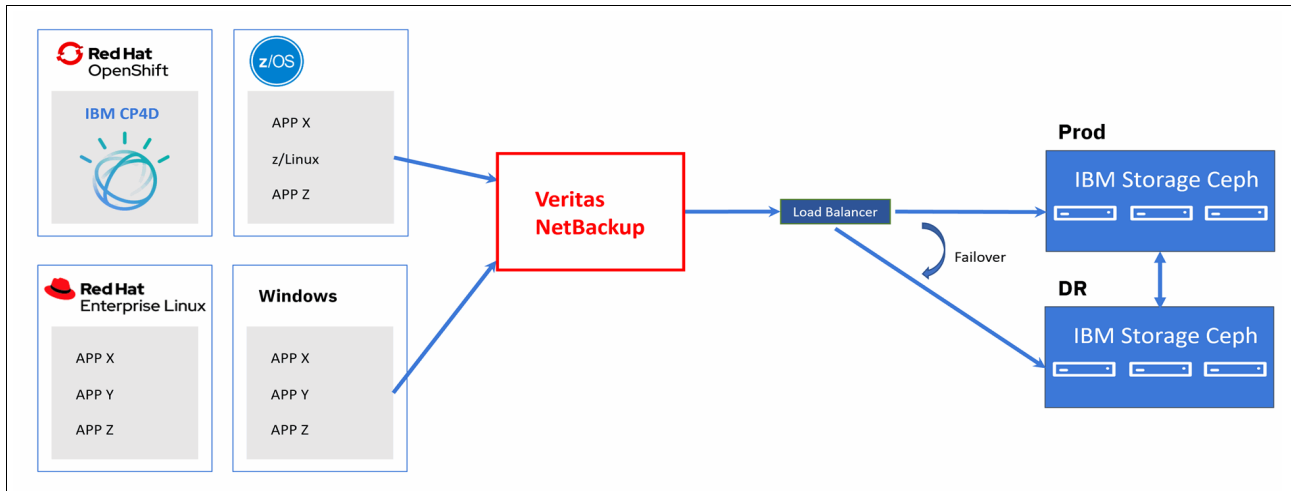 Red Hat
OpenShift
IBM CP4D
z/OS
APP X
z/Linux
APP Z
Red Hat
Enterprise Linux
APP X
APP Y
APP Z
Windows
APP X
APP Y
APP Z
Veritas
NetBackup
Load Balancer
Failover
Prod
IBM Storage Ceph
DR
IBM Storage Ceph